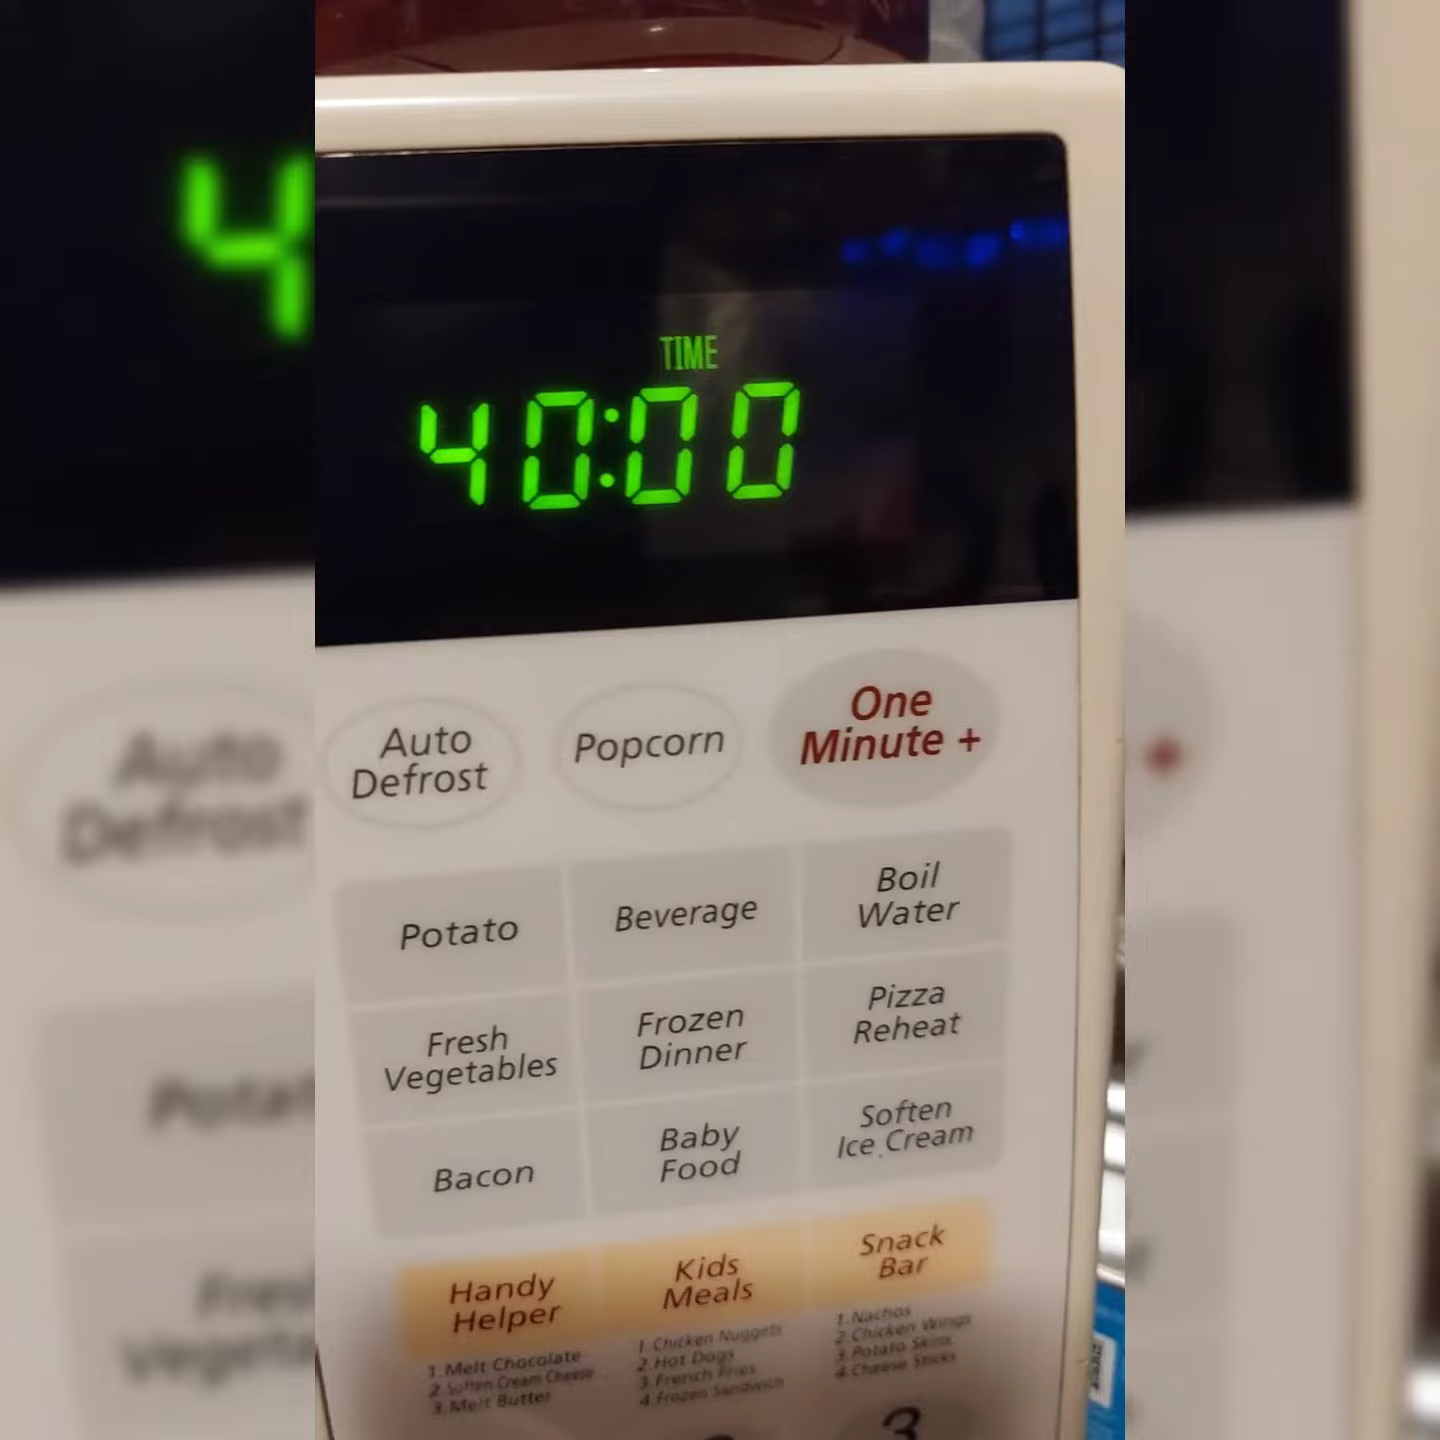 TIME
40:00
Auto Defrost
Popcorn
One Minute +
Potato
Beverage
Boil Water
Fresh Vegetables
Frozen Dinner
Pizza Reheat
Bacon
Baby Food
Soften Ice Cream
Handy Helper
Kids Meals
Snack Bar
1.Melt Chocolate
2.Soften Cream Cheese
3.Melt Butter
1.Chicken Nuggets
2.Hot Dogs
3.French Fries
4.Frozen Sandwich
1.Nachos
2.Chicken Wings
3.Potato Skins
4.Cheese Sticks
3